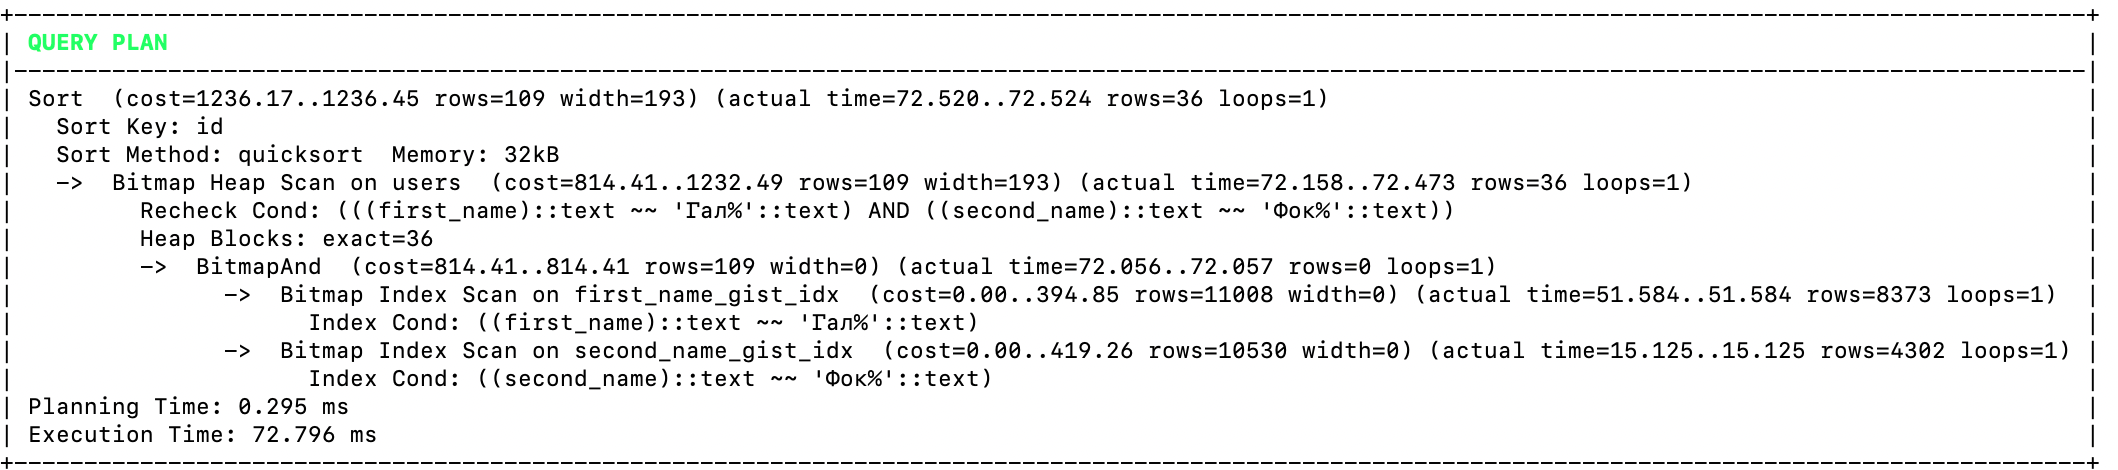 QUERY PLAN
Sort  (cost=1236.17..1236.45 rows=109 width=193) (actual time=72.520..72.524 rows=36 loops=1)
  Sort Key: id
  Sort Method: quicksort  Memory: 32kB
  ->  Bitmap Heap Scan on users  (cost=814.41..1232.49 rows=109 width=193) (actual time=72.158..72.473 rows=36 loops=1)
        Recheck Cond: (((first_name)::text ~~ 'Гал%'::text) AND ((second_name)::text ~~ 'Фок%'::text))
        Heap Blocks: exact=36
        ->  BitmapAnd  (cost=814.41..814.41 rows=109 width=0) (actual time=72.056..72.057 rows=0 loops=1)
              ->  Bitmap Index Scan on first_name_gist_idx  (cost=0.00..394.85 rows=11008 width=0) (actual time=51.584..51.584 rows=8373 loops=1)
                    Index Cond: ((first_name)::text ~~ 'Гал%'::text)
              ->  Bitmap Index Scan on second_name_gist_idx  (cost=0.00..419.26 rows=10530 width=0) (actual time=15.125..15.125 rows=4302 loops=1)
                    Index Cond: ((second_name)::text ~~ 'Фок%'::text)
Planning Time: 0.295 ms
Execution Time: 72.796 ms